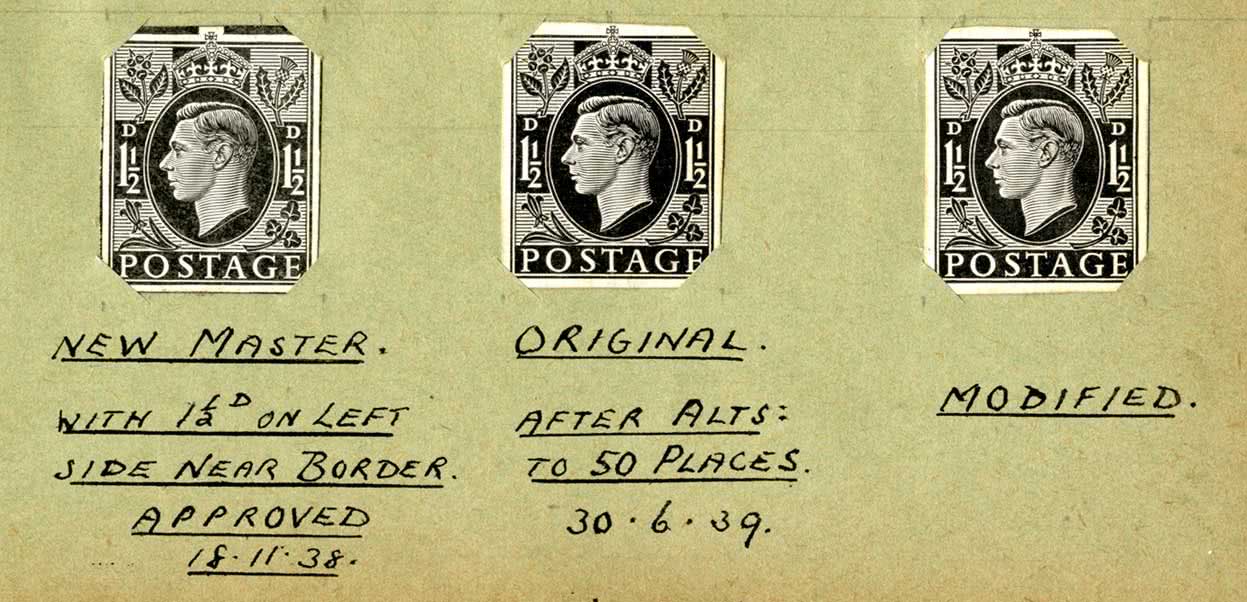 D D
1½ 1½
POSTAGE
NEW MASTER.
WITH 1½D ON LEFT
SIDE NEAR BORDER.
APPROVED
18·11·38.
D D
1½ 1½
POSTAGE
ORIGINAL.
AFTER ALTS:
TO 50 PLACES.
30·6·39.
D D
1½ 1½
POSTAGE
MODIFIED.